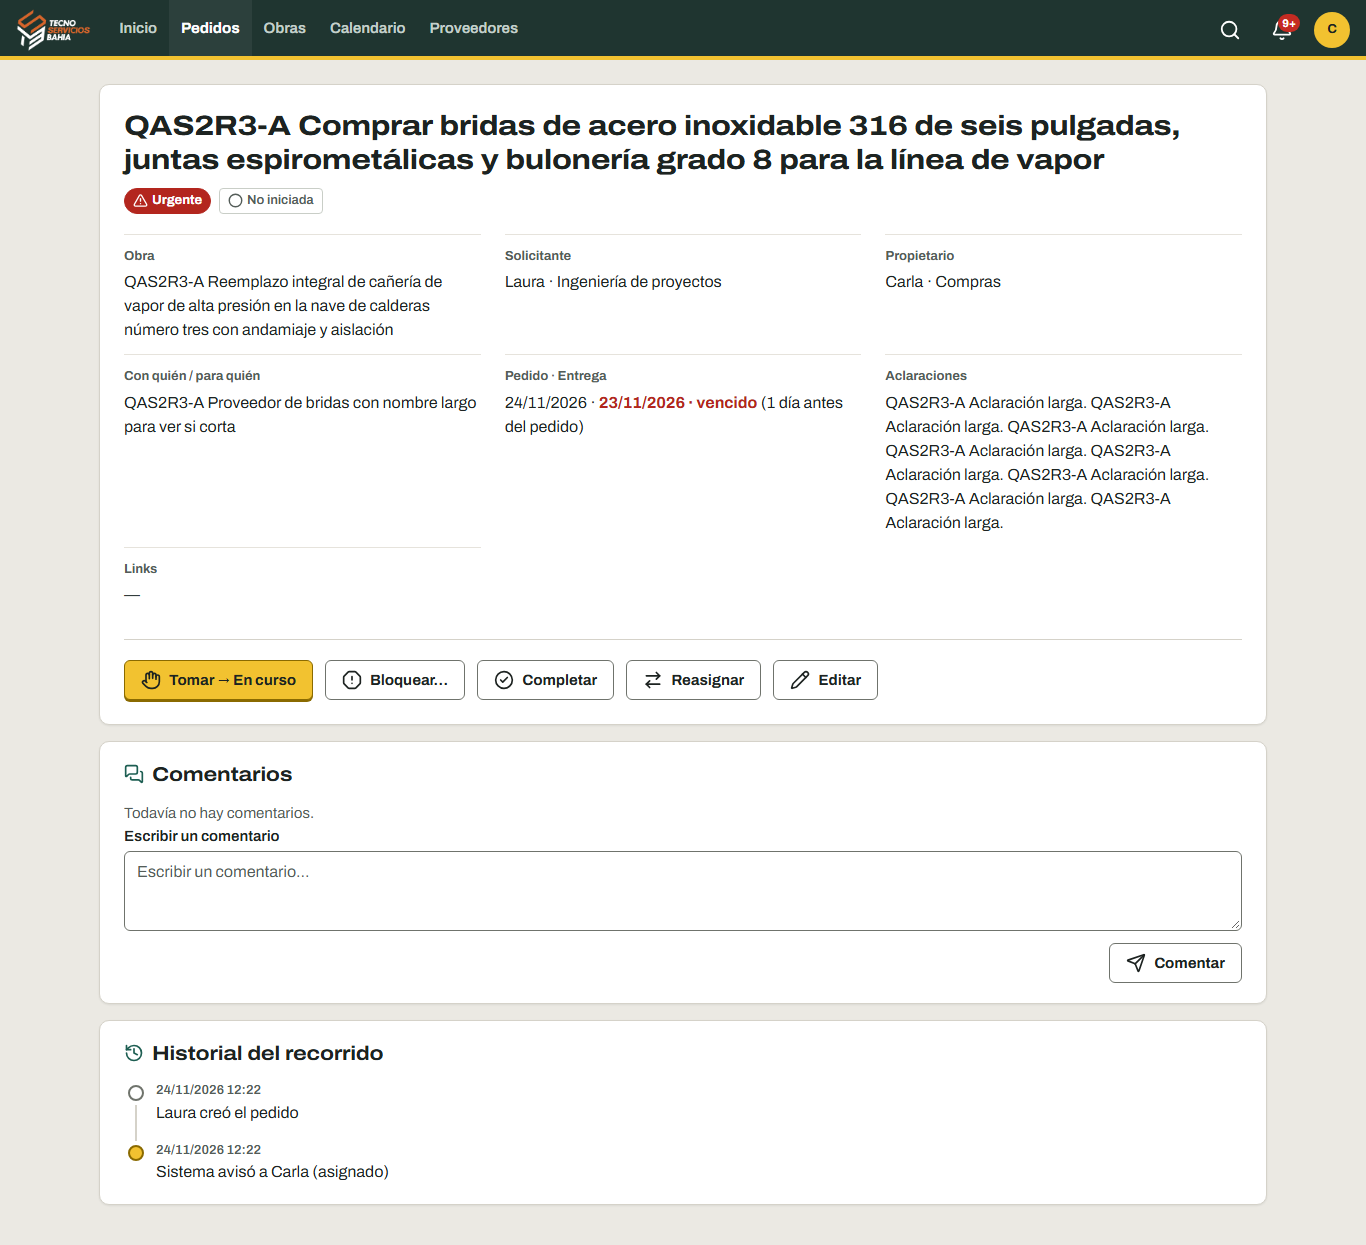 TECNO
SERVICIOS
BAHIA
Inicio
Pedidos
Obras
Calendario
Proveedores
9+
C
QAS2R3-A Comprar bridas de acero inoxidable 316 de seis pulgadas,
juntas espirometálicas y bulonería grado 8 para la línea de vapor
Urgente
No iniciada
Obra
QAS2R3-A Reemplazo integral de cañería de
vapor de alta presión en la nave de calderas
número tres con andamiaje y aislación
Solicitante
Laura · Ingeniería de proyectos
Propietario
Carla · Compras
Con quién / para quién
QAS2R3-A Proveedor de bridas con nombre largo
para ver si corta
Pedido · Entrega
24/11/2026 · 23/11/2026 · vencido (1 día antes
del pedido)
Aclaraciones
QAS2R3-A Aclaración larga. QAS2R3-A
Aclaración larga. QAS2R3-A Aclaración larga.
QAS2R3-A Aclaración larga. QAS2R3-A
Aclaración larga. QAS2R3-A Aclaración larga.
QAS2R3-A Aclaración larga. QAS2R3-A
Aclaración larga.
Links
—
Tomar → En curso
Bloquear...
Completar
Reasignar
Editar
Comentarios
Todavía no hay comentarios.
Escribir un comentario
Escribir un comentario...
Comentar
Historial del recorrido
24/11/2026 12:22
Laura creó el pedido
24/11/2026 12:22
Sistema avisó a Carla (asignado)